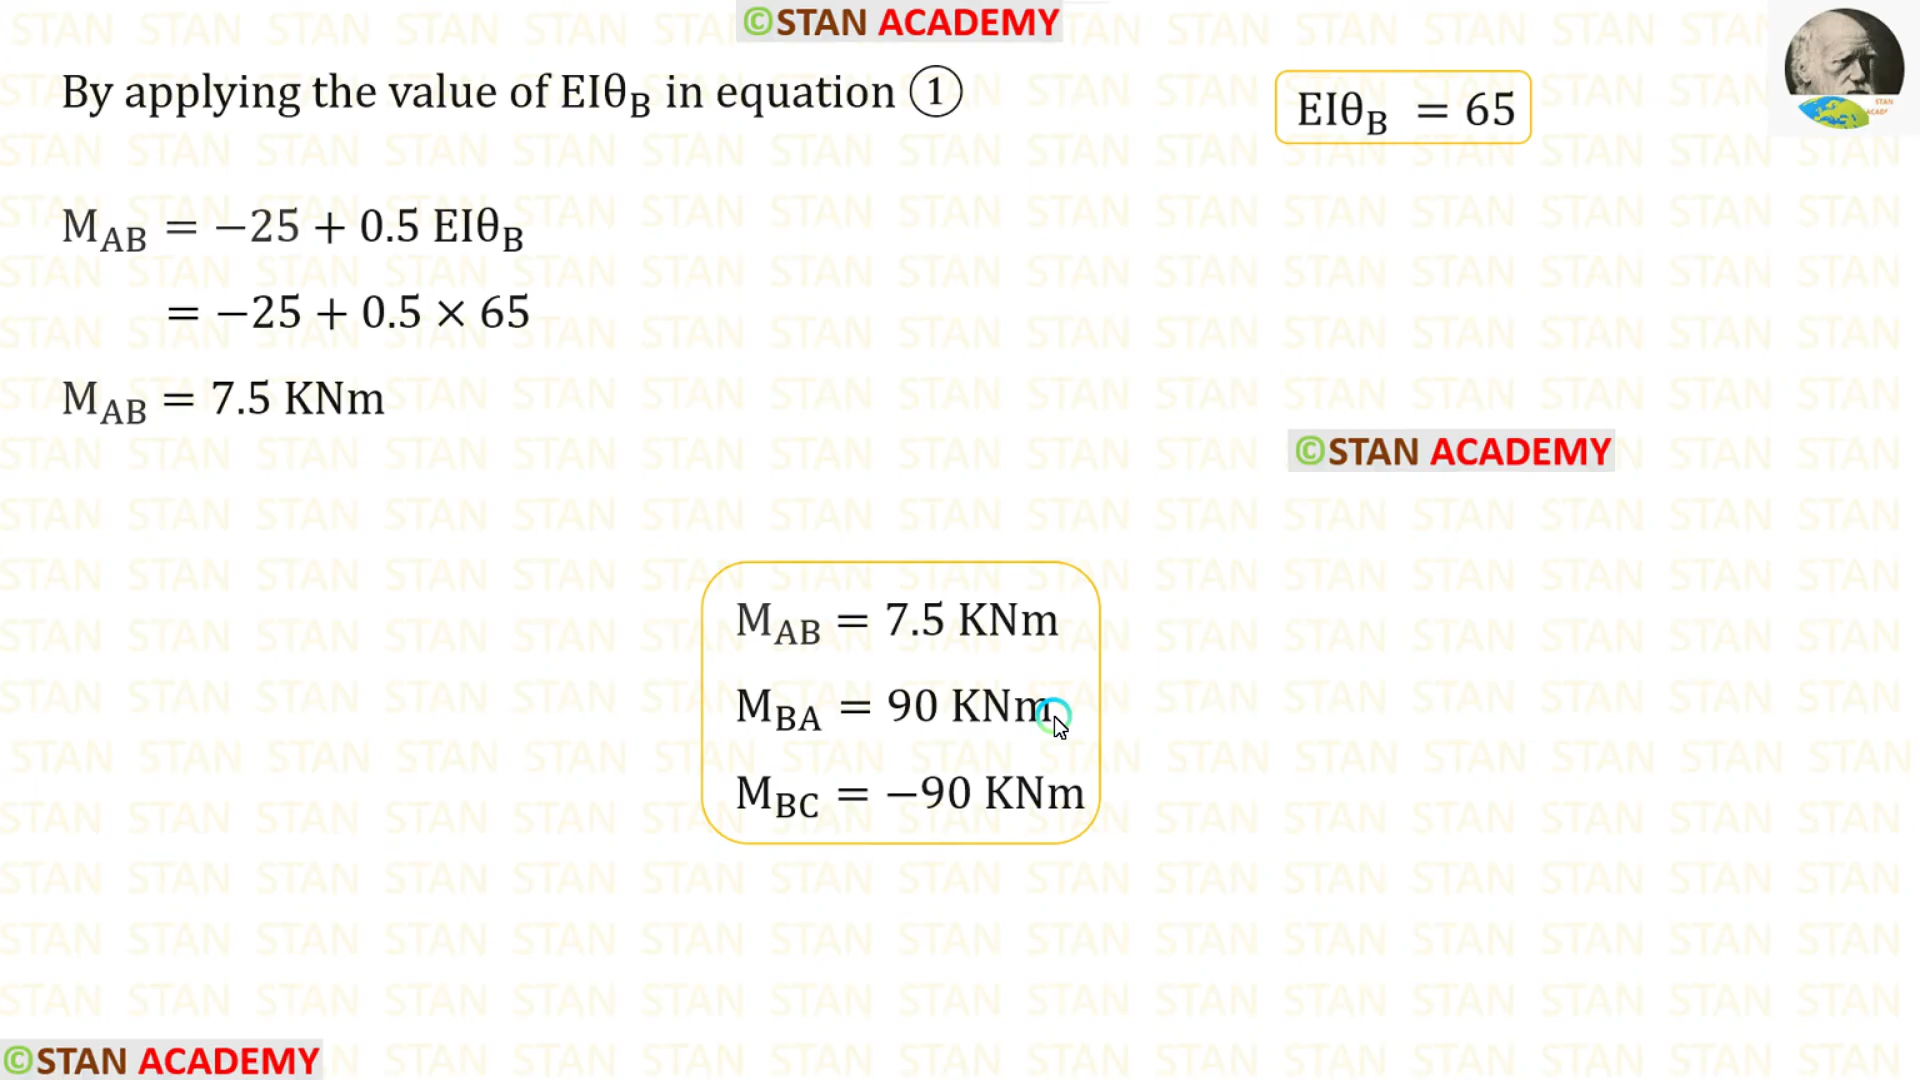 ©STAN ACADEMY
By applying the value of EIθ_B in equation ①
EIθ_B = 65
M_AB = −25 + 0.5 EIθ_B
= −25 + 0.5 × 65
M_AB = 7.5 KNm
©STAN ACADEMY
M_AB = 7.5 KNm
M_BA = 90 KNm
M_BC = −90 KNm
©STAN ACADEMY